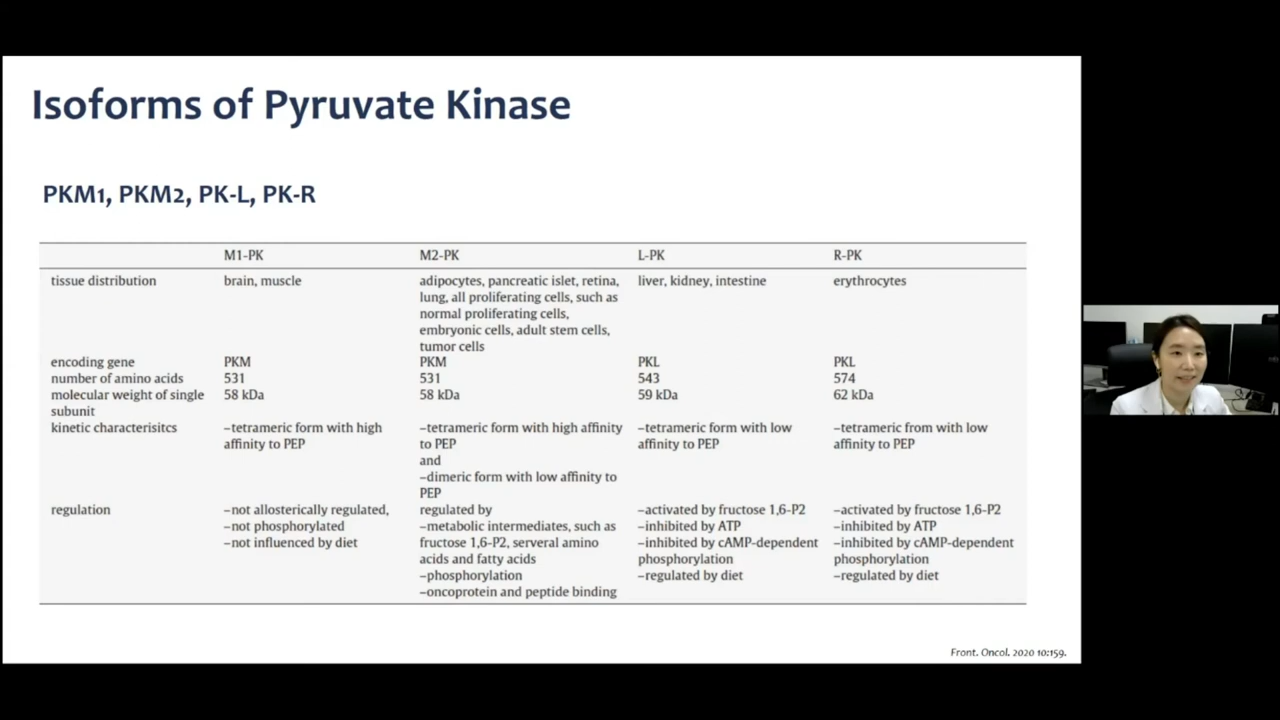 Isoforms of Pyruvate Kinase
PKM1, PKM2, PK-L, PK-R
M1-PK M2-PK L-PK R-PK
tissue distribution brain, muscle adipocytes, pancreatic islet, retina, liver, kidney, intestine erythrocytes
lung, all proliferating cells, such as
normal proliferating cells,
embryonic cells, adult stem cells,
tumor cells
encoding gene PKM PKM PKL PKL
number of amino acids 531 531 543 574
molecular weight of single 58 kDa 58 kDa 59 kDa 62 kDa
subunit
kinetic characterisitcs –tetrameric form with high –tetrameric form with high affinity –tetrameric form with low –tetrameric from with low
affinity to PEP to PEP affinity to PEP affinity to PEP
and
–dimeric form with low affinity to
PEP
regulation –not allosterically regulated, regulated by –activated by fructose 1,6-P2 –activated by fructose 1,6-P2
–not phosphorylated –metabolic intermediates, such as –inhibited by ATP –inhibited by ATP
–not influenced by diet fructose 1,6-P2, serveral amino –inhibited by cAMP-dependent –inhibited by cAMP-dependent
acids and fatty acids phosphorylation phosphorylation
–phosphorylation –regulated by diet –regulated by diet
–oncoprotein and peptide binding
Front. Oncol. 2020 10:159.